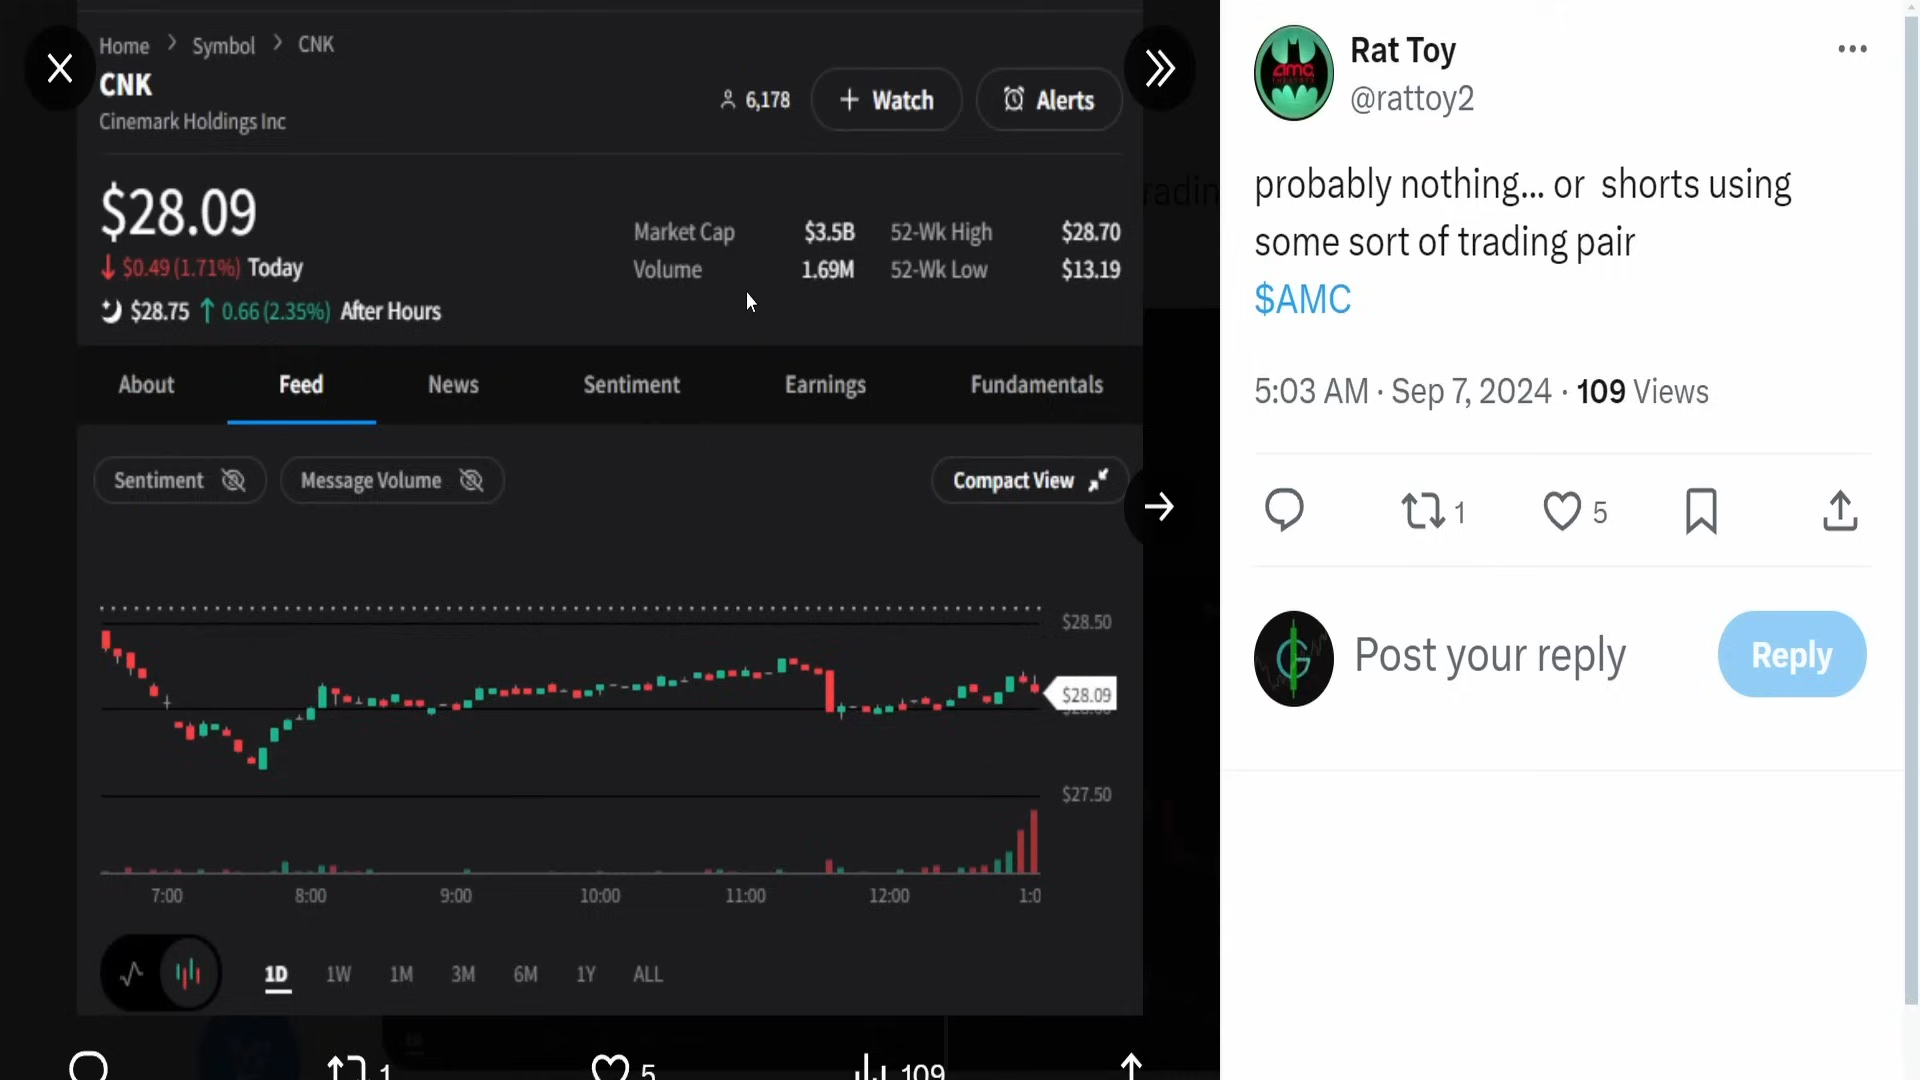 Home > Symbol > CNK
CNK
Cinemark Holdings Inc
6,178
+ Watch
Alerts
$28.09
↓ $0.49 (1.71%) Today
$28.75 ↑ 0.66 (2.35%) After Hours
Market Cap $3.5B 52-Wk High $28.70
Volume 1.69M 52-Wk Low $13.19
About Feed News Sentiment Earnings Fundamentals
Sentiment Message Volume Compact View
$28.50
$28.09
$27.50
7:00 8:00 9:00 10:00 11:00 12:00 1:0
1D 1W 1M 3M 6M 1Y ALL
1 5 109
Rat Toy
@rattoy2
probably nothing... or shorts using
some sort of trading pair
$AMC
5:03 AM · Sep 7, 2024 · 109 Views
1 5
Post your reply Reply